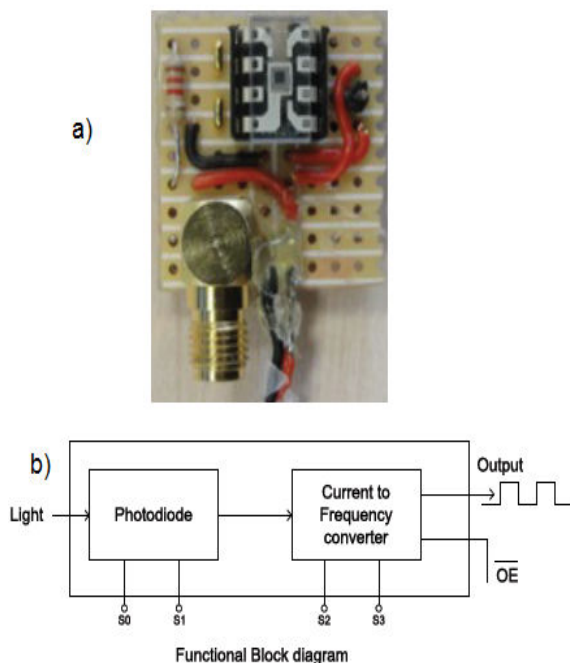 a)
b)
Light
Photodiode
Current to
Frequency
converter
Output
OE
S0
S1
S2
S3
Functional Block diagram